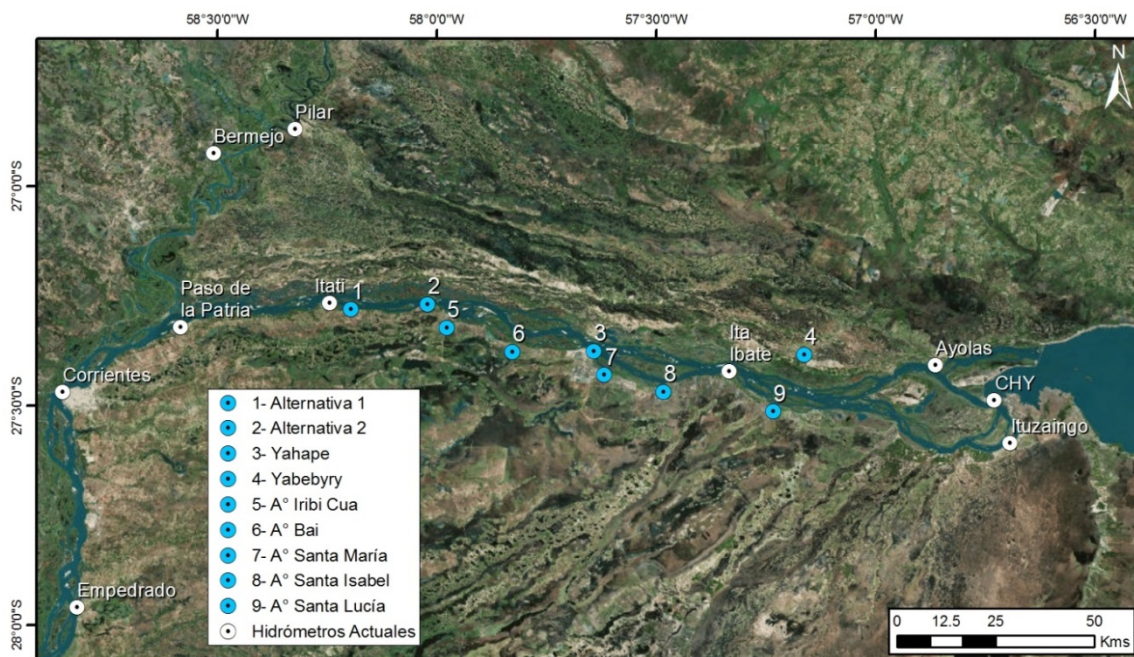 58°30'0"W
58°00'0"W
57°30'0"W
57°00'0"W
56°30'0"W
N
Pilar
Bermejo
27°0'0"S
Paso de
la Patria
Itati
1
2
5
6
3
7
8
Ita
Ibate
4
9
Ayolas
CHY
Ituzaingo
Corrientes
27°30'0"S
1- Alternativa 1
2- Alternativa 2
3- Yahape
4- Yabebyry
5- A° Iribi Cua
6- A° Bai
7- A° Santa María
8- A° Santa Isabel
9- A° Santa Lucía
Hidrómetros Actuales
Empedrado
28°0'0"S
0 12.5 25 50
Kms